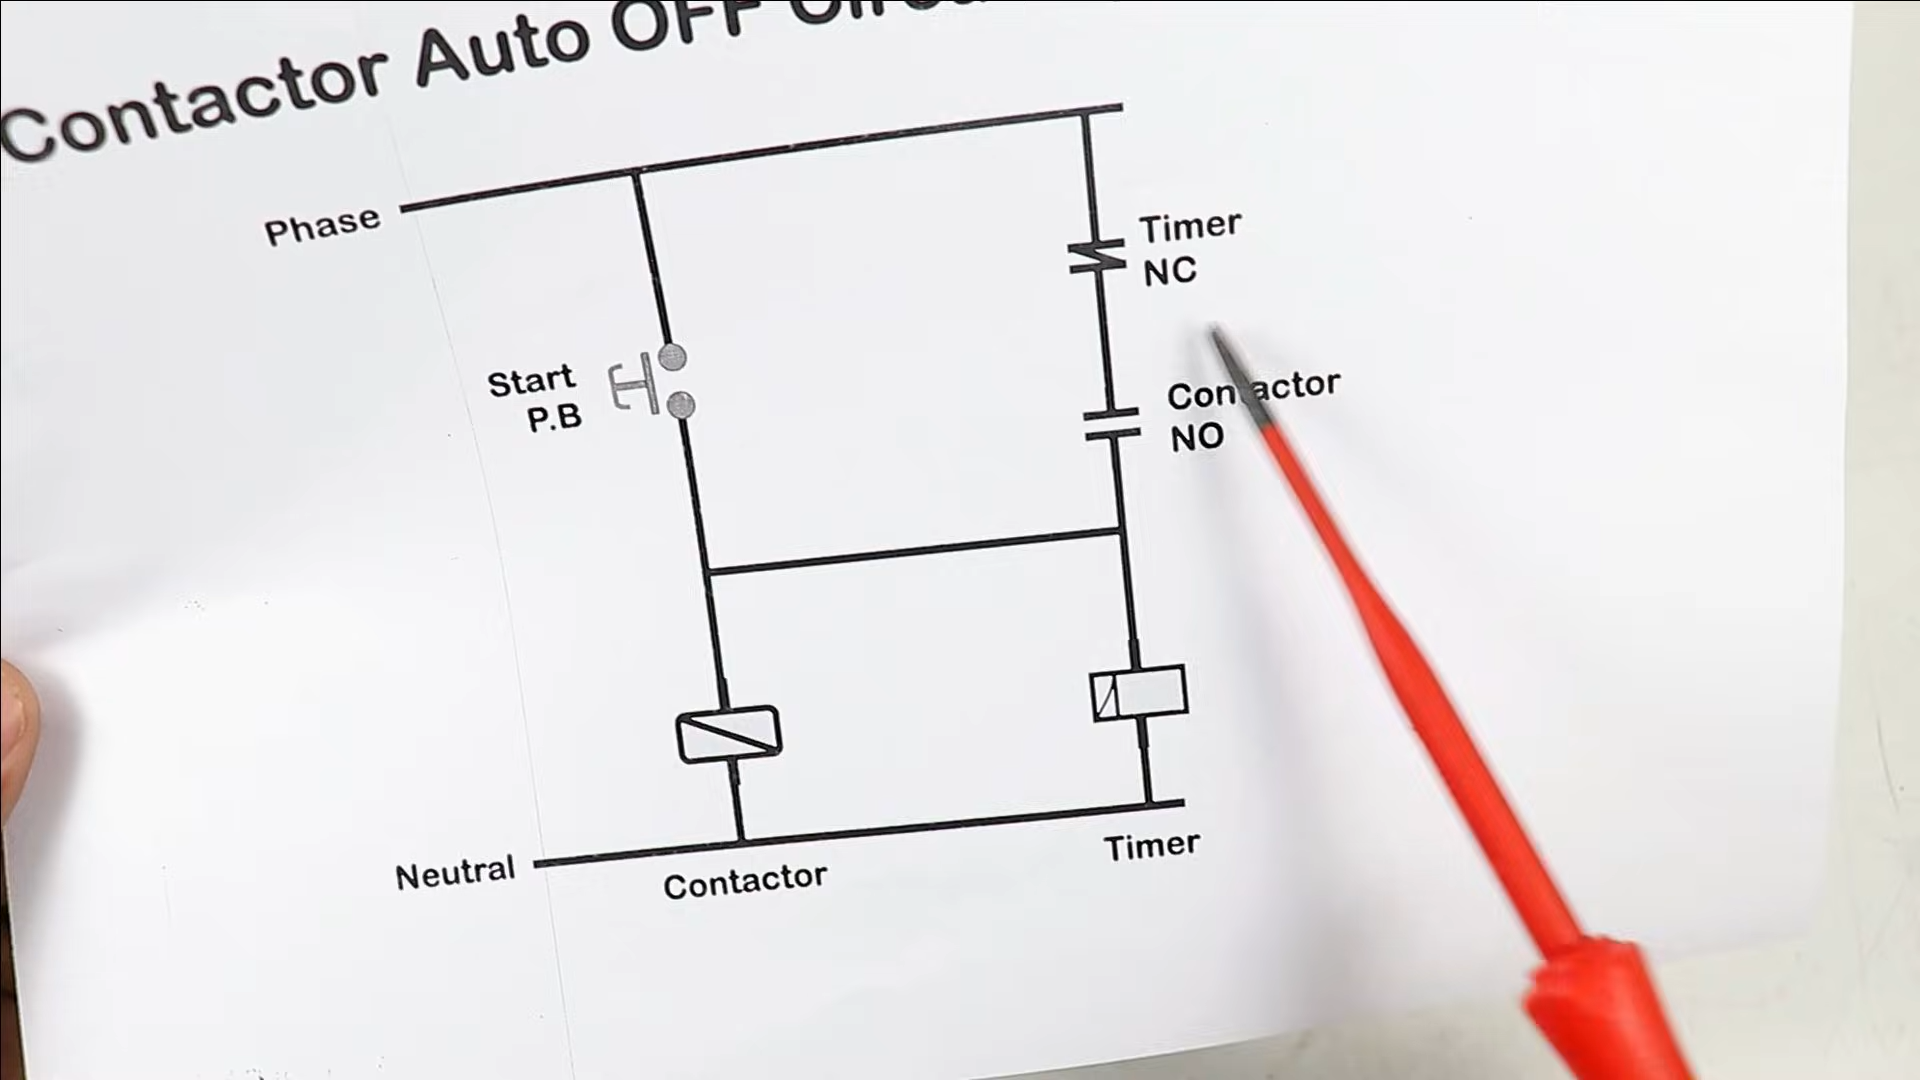 Contactor Auto OFF
Phase
Timer
NC
Start
P.B
Contactor
NO
Neutral
Contactor
Timer